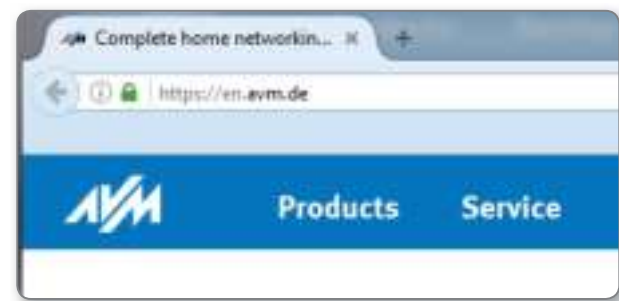 Complete home networkin...
https://en.avm.de
AVM
Products Service